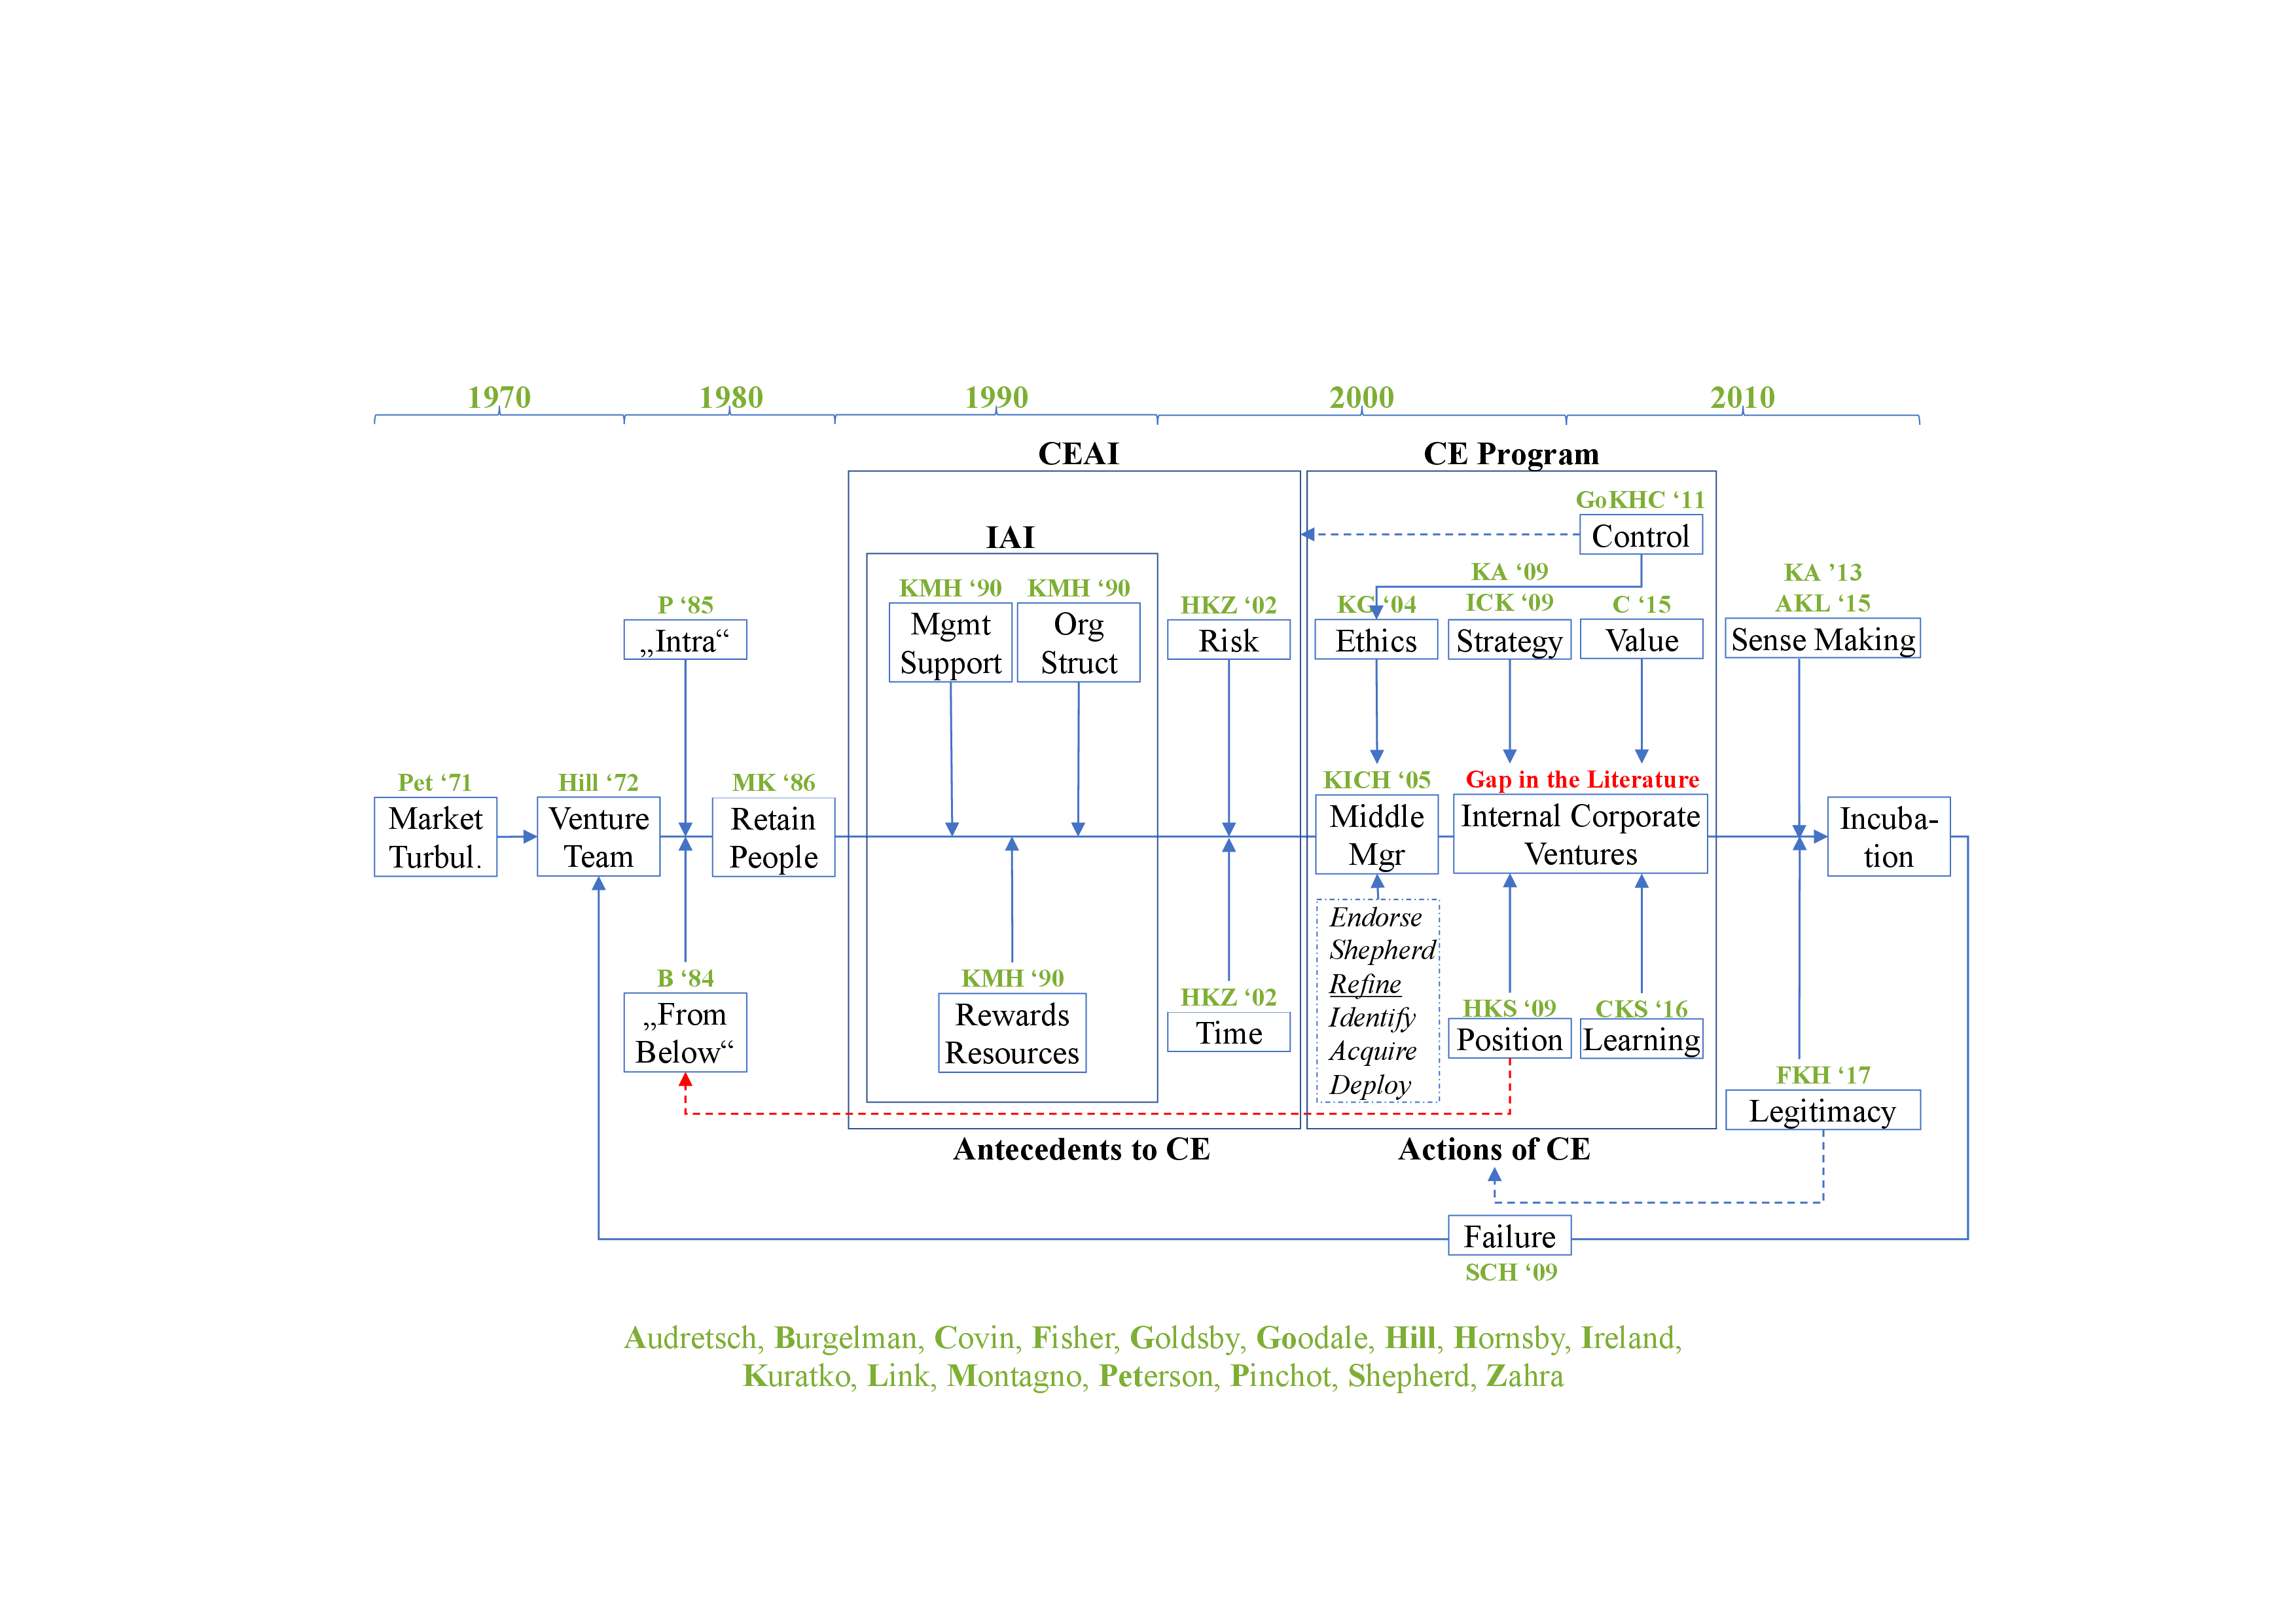 1970 1980 1990 2000 2010
CEAI
CE Program
GoKHC ‘11
Control
IAI
KMH ‘90
Mgmt
Support
KMH ‘90
Org
Struct
P ‘85
„Intra“
HKZ ‘02
Risk
KG ‘04
Ethics
KA ‘09
ICK ‘09
Strategy
C ‘15
Value
KA ’13
AKL ‘15
Sense Making
Pet ‘71
Market
Turbul.
Hill ‘72
Venture
Team
MK ‘86
Retain
People
KICH ‘05
Middle
Mgr
Gap in the Literature
Internal Corporate
Ventures
Incuba-
tion
B ‘84
„From
Below“
KMH ‘90
Rewards
Resources
HKZ ‘02
Time
Endorse
Shepherd
Refine
Identify
Acquire
Deploy
HKS ‘09
Position
CKS ‘16
Learning
FKH ‘17
Legitimacy
Antecedents to CE
Actions of CE
Failure
SCH ‘09
Audretsch, Burgelman, Covin, Fisher, Goldsby, Goodale, Hill, Hornsby, Ireland,
Kuratko, Link, Montagno, Peterson, Pinchot, Shepherd, Zahra